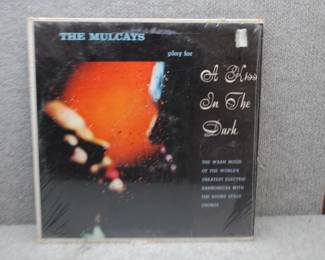 THE MULCAYS
play for
A Kiss
In The
Dark
THE WARM MOOD
OF THE WORLD'S
GREATEST ELECTRIC
HARMONICAS WITH
THE SOUND STAGE
CHORUS